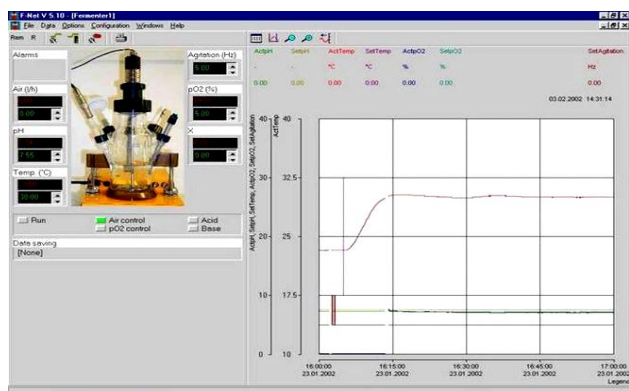 F-Net V 5.10 - [Fermenter1]
File Data Options Configuration Windows Help
Rem R
Alarms
Agitation (Hz)
5.00
Air (l/h)
0.00
pO2 (%)
5.00
pH
7.55
X
0.00
Temp (°C)
30.00
Run
Air control
Acid
pO2 control
Base
Data saving
[None]
ActpH SetpH ActTemp SetTemp ActpO2 SetpO2 SetAgitation
- - °C °C % % Hz
0.00 0.00 0.00 0.00 0.00 0.00 0.00
03.02.2002 14:31:14
ActpH, SetpH, SetTemp, ActpO2, SetpO2, SetAgitation
ActTemp
40 40
30 32.5
20 25
10 17.5
0 10
16:00:00 16:15:00 16:30:00 16:45:00 17:00:00
23.01.2002 23.01.2002 23.01.2002 23.01.2002 23.01.2002
Legend